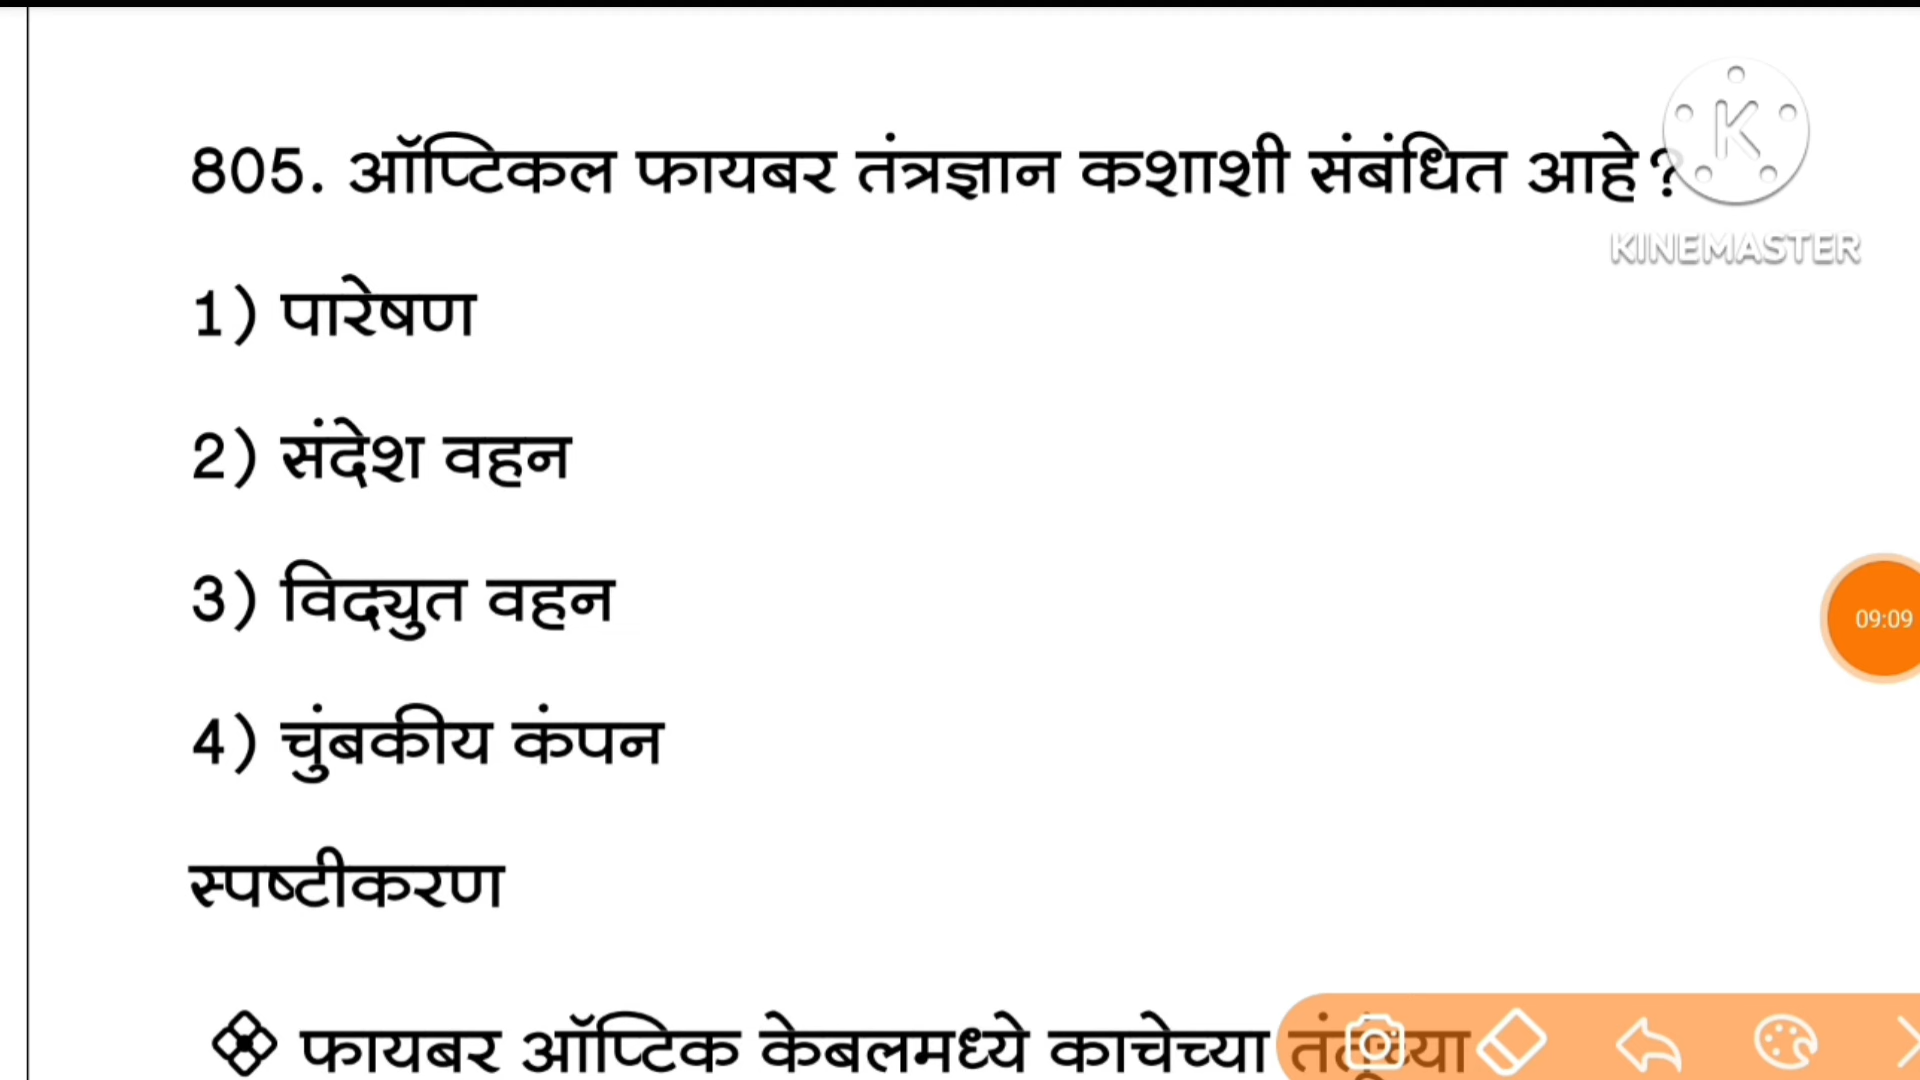 805. ऑप्टिकल फायबर तंत्रज्ञान कशाशी संबंधित आहे?
K
KINEMASTER
1) पारेषण
2) संदेश वहन
3) विद्युत वहन
09:09
4) चुंबकीय कंपन
स्पष्टीकरण
❖ फायबर ऑप्टिक केबलमध्ये काचेच्या